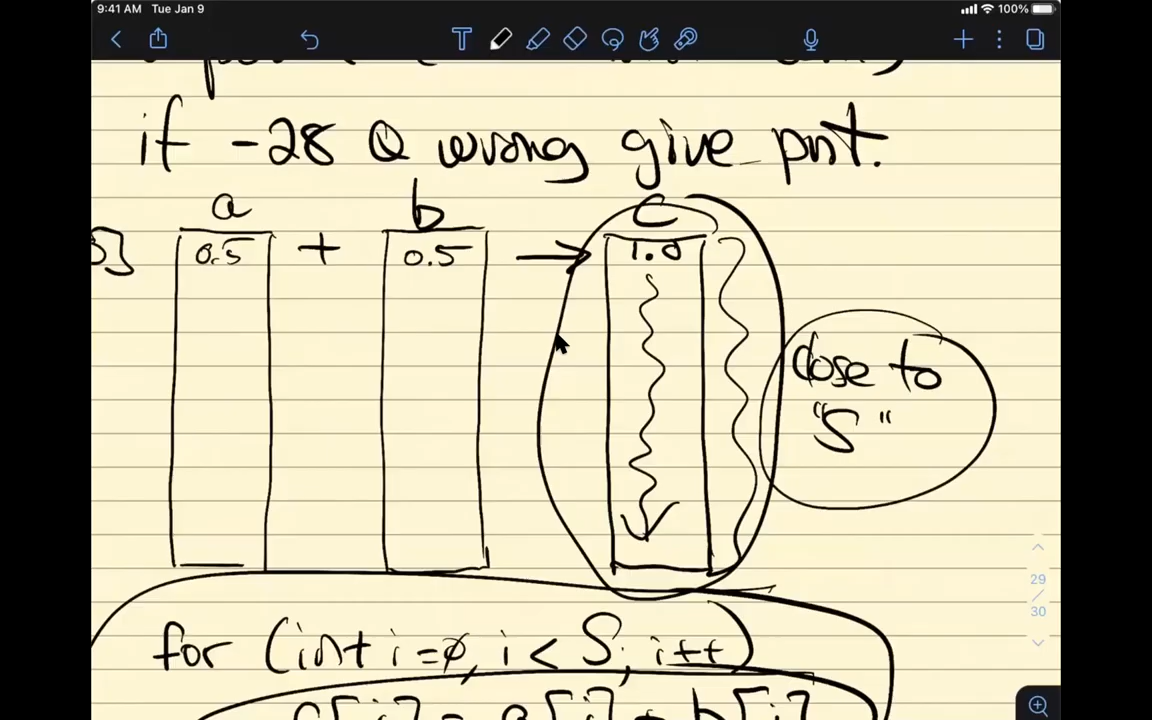 9:41 AM Tue Jan 9
100%
if -28 Q wrong give pnt.
a b c
0.5 + 0.5 → 1.0
close to
"S"
29
/
30
for (int i = ∅, i < S; i++)
c[i] = a[i] + b[i]